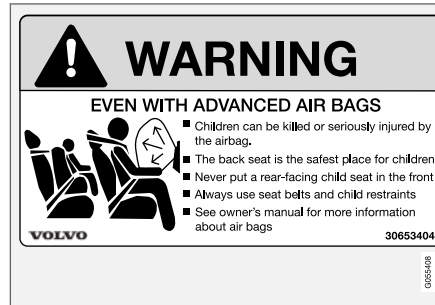 WARNING
EVEN WITH ADVANCED AIR BAGS
■ Children can be killed or seriously injured by
the airbag.
■ The back seat is the safest place for children
■ Never put a rear-facing child seat in the front
■ Always use seat belts and child restraints
■ See owner's manual for more information
about air bags
VOLVO
30653404
G055408